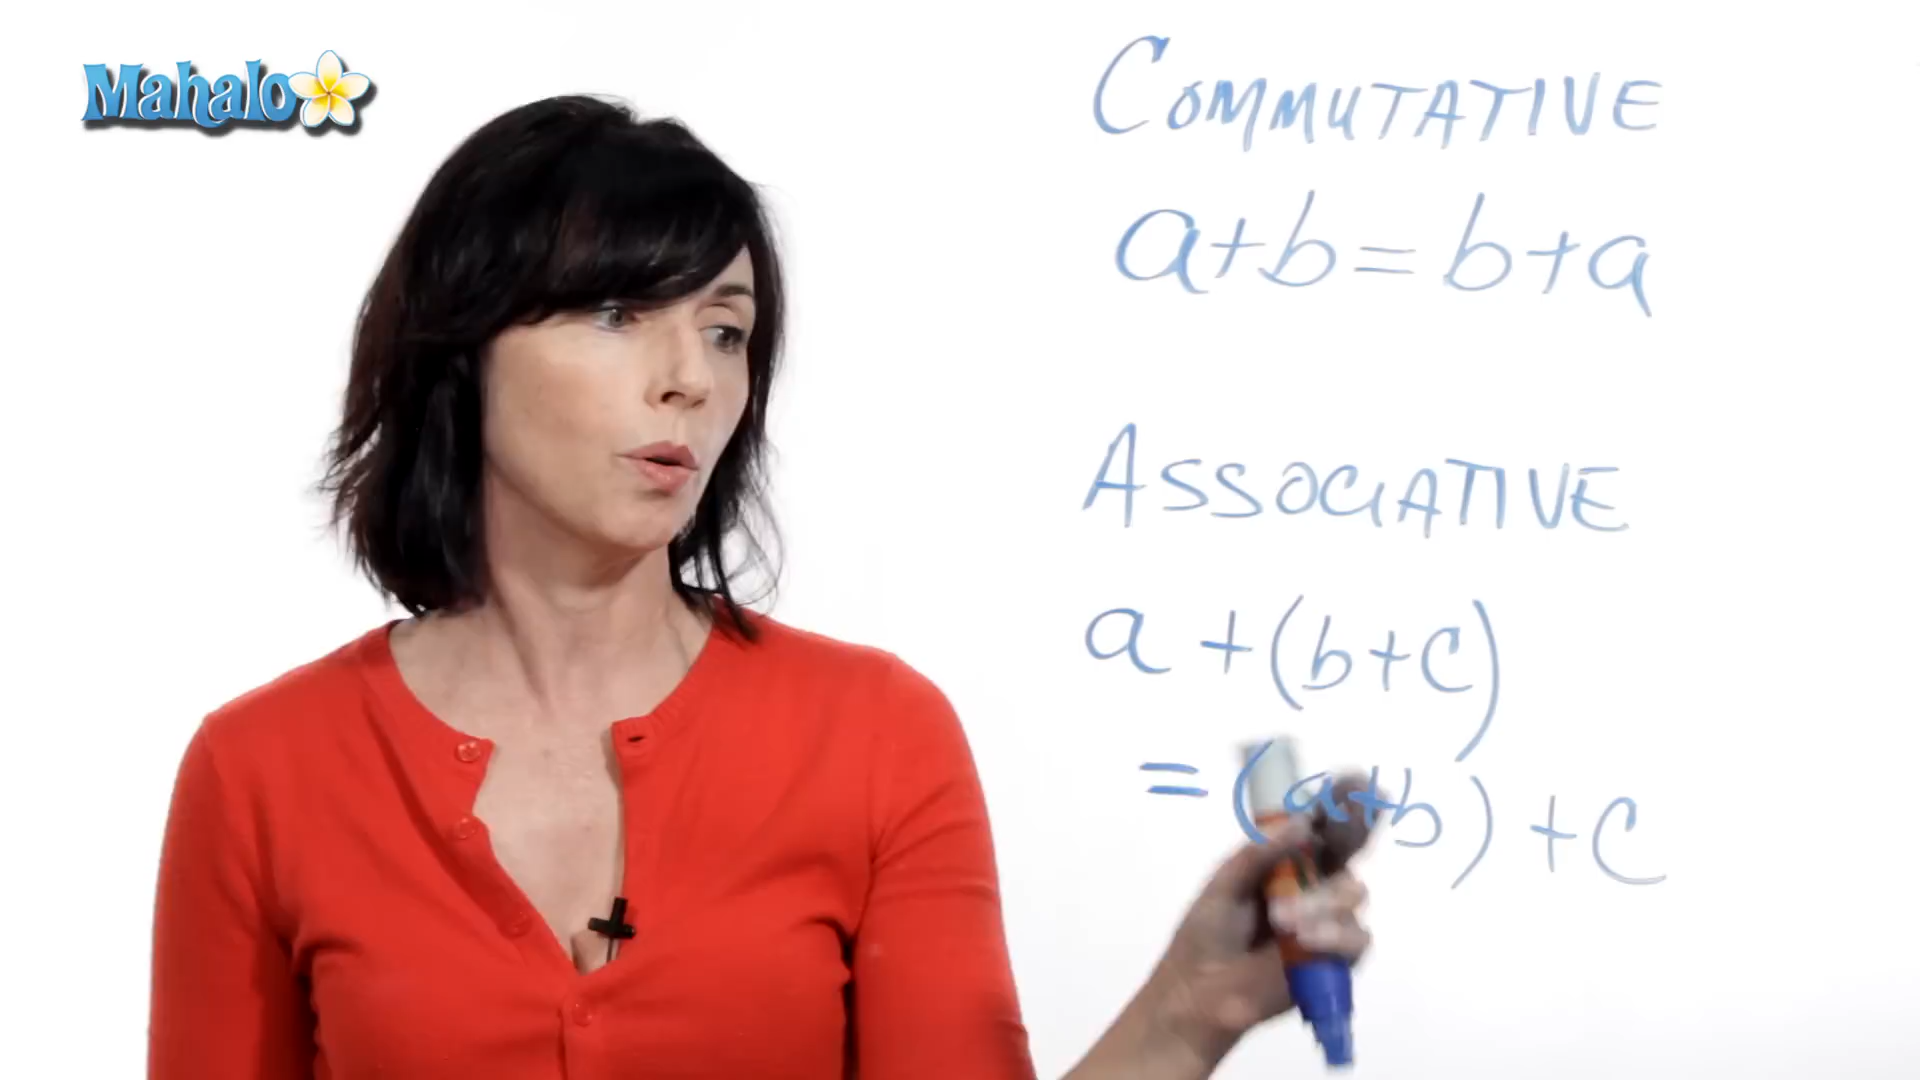 Mahalo
COMMUTATIVE
a+b=b+a
ASSOCIATIVE
a +(b+c)
=(a+b)+c